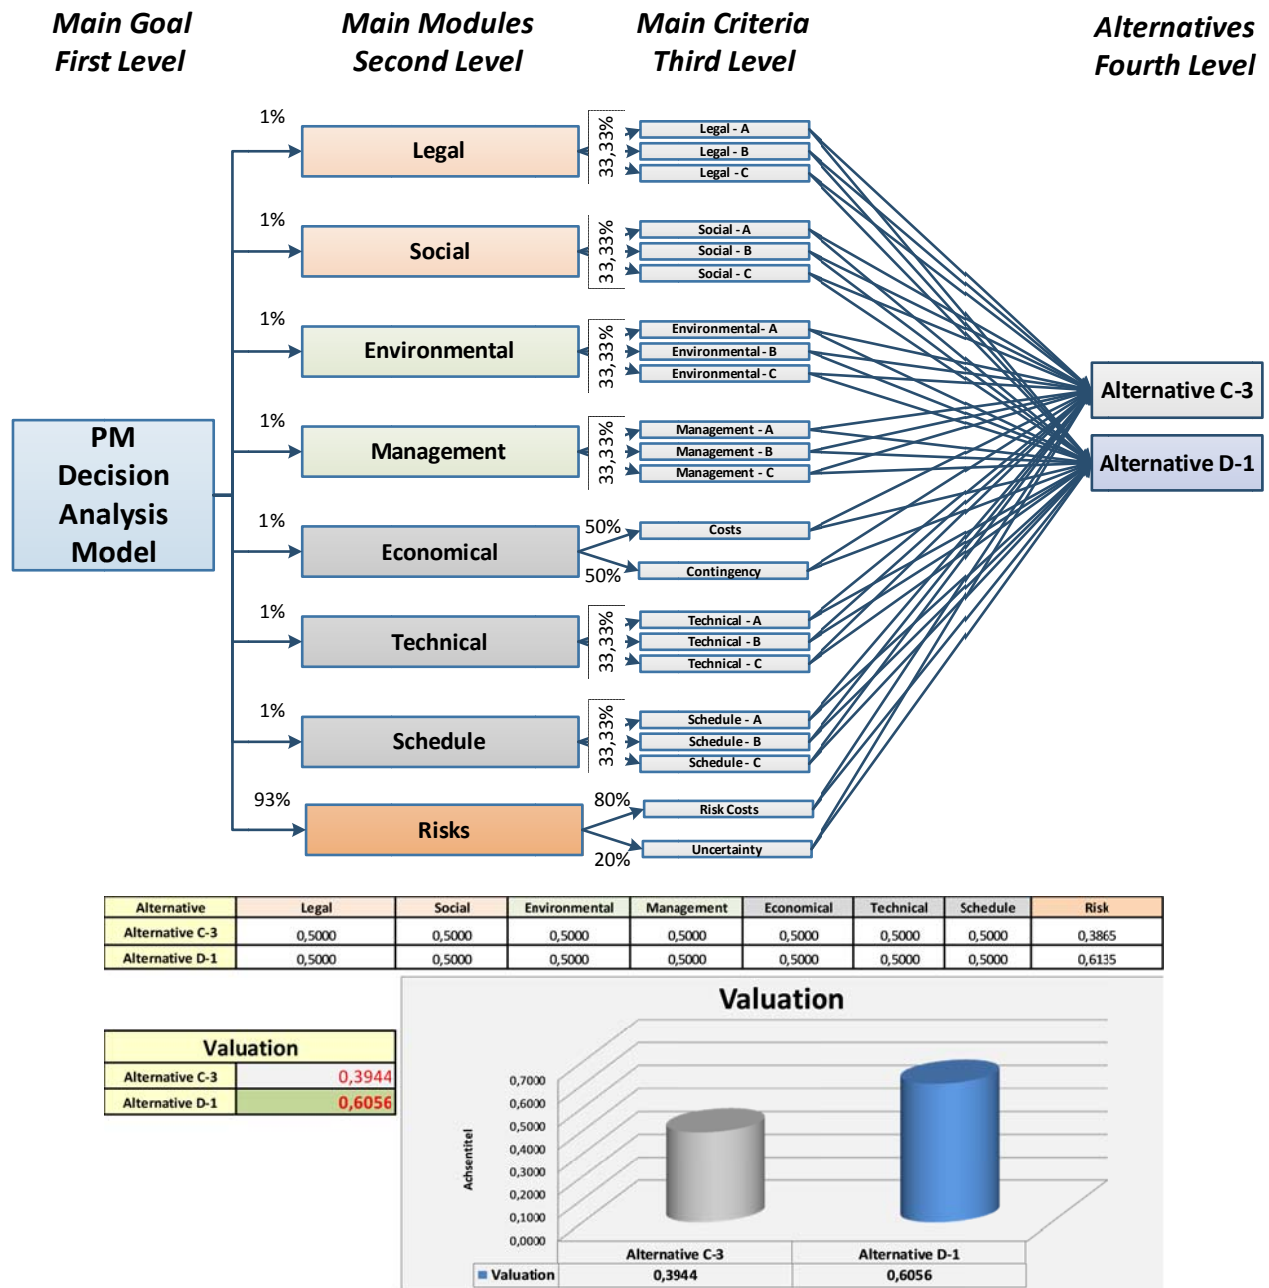 Main Goal
First Level
Main Modules
Second Level
Main Criteria
Third Level
Alternatives
Fourth Level
PM
Decision
Analysis
Model
1%
Legal
33,33%
Legal - A
Legal - B
Legal - C
1%
Social
33,33%
Social - A
Social - B
Social - C
1%
Environmental
33,33%
Environmental- A
Environmental- B
Environmental- C
1%
Management
33,33%
Management - A
Management - B
Management - C
1%
Economical
50%
50%
Costs
Contingency
1%
Technical
33,33%
Technical - A
Technical - B
Technical - C
1%
Schedule
33,33%
Schedule - A
Schedule - B
Schedule - C
93%
Risks
80%
20%
Risk Costs
Uncertainty
Alternative C-3
Alternative D-1
Alternative Legal Social Environmental Management Economical Technical Schedule Risk
Alternative C-3 0,5000 0,5000 0,5000 0,5000 0,5000 0,5000 0,5000 0,3865
Alternative D-1 0,5000 0,5000 0,5000 0,5000 0,5000 0,5000 0,5000 0,6135
Valuation
Alternative C-3 0,3944
Alternative D-1 0,6056
Valuation
Achsentitel
0,7000
0,6000
0,5000
0,4000
0,3000
0,2000
0,1000
0,0000
Alternative C-3 Alternative D-1
Valuation 0,3944 0,6056